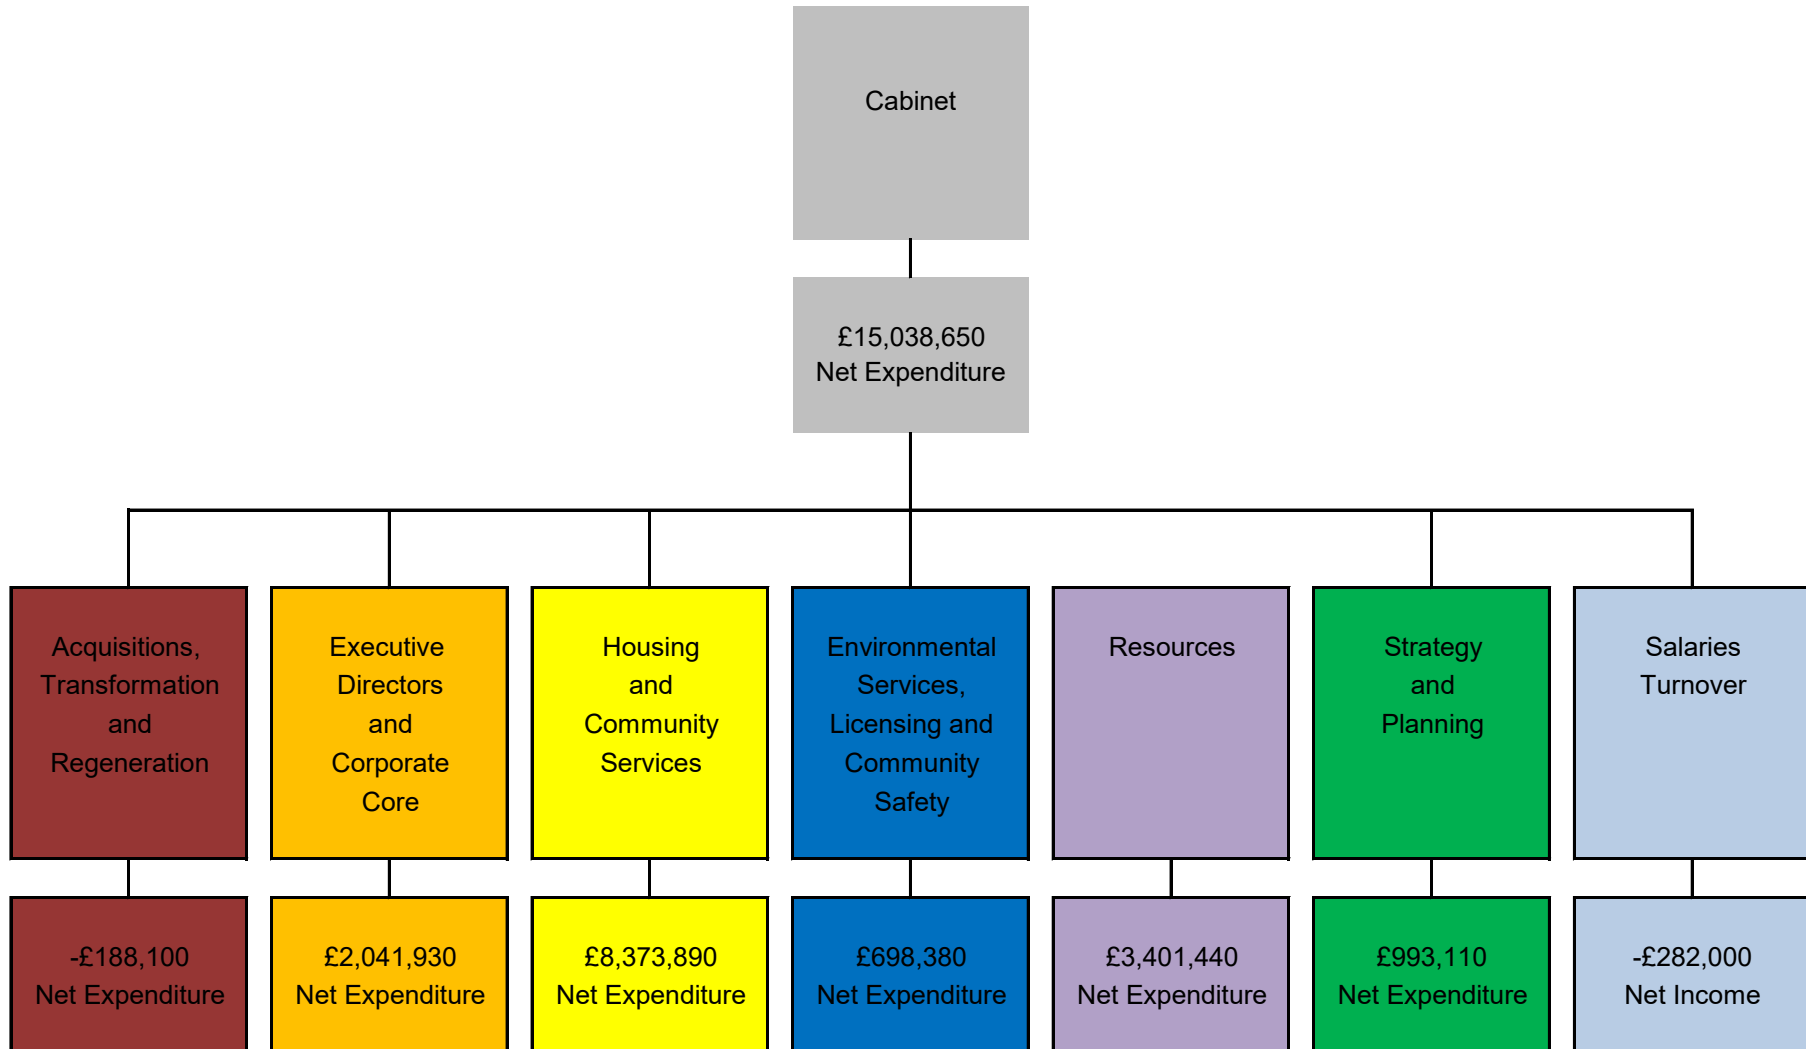 Cabinet
£15,038,650
Net Expenditure
Acquisitions,
Transformation
and
Regeneration
Executive
Directors
and
Corporate
Core
Housing
and
Community
Services
Environmental
Services,
Licensing and
Community
Safety
Resources
Strategy
and
Planning
Salaries
Turnover
-£188,100
Net Expenditure
£2,041,930
Net Expenditure
£8,373,890
Net Expenditure
£698,380
Net Expenditure
£3,401,440
Net Expenditure
£993,110
Net Expenditure
-£282,000
Net Income